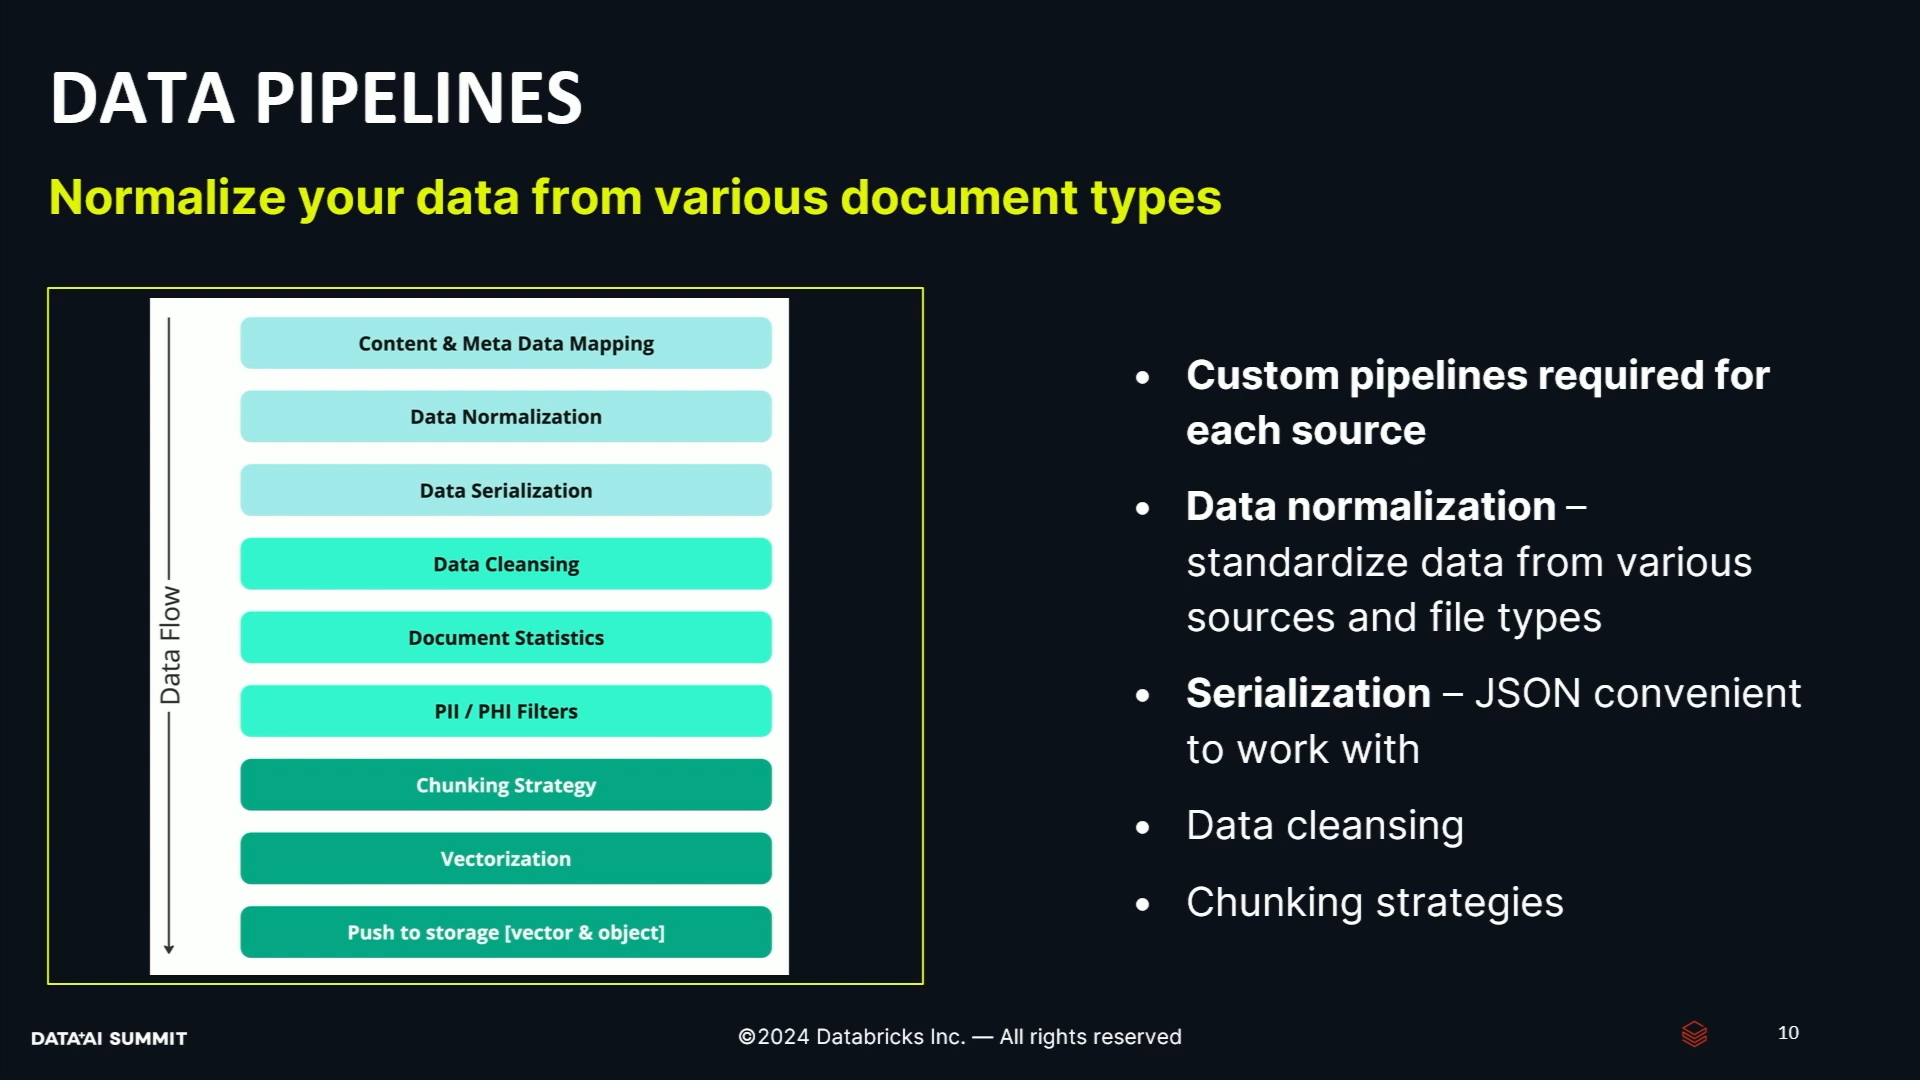 DATA PIPELINES
Normalize your data from various document types
Data Flow
Content & Meta Data Mapping
Data Normalization
Data Serialization
Data Cleansing
Document Statistics
PII / PHI Filters
Chunking Strategy
Vectorization
Push to storage [vector & object]
• Custom pipelines required for
each source
• Data normalization –
standardize data from various
sources and file types
• Serialization – JSON convenient
to work with
• Data cleansing
• Chunking strategies
DATA+AI SUMMIT
©2024 Databricks Inc. — All rights reserved
10